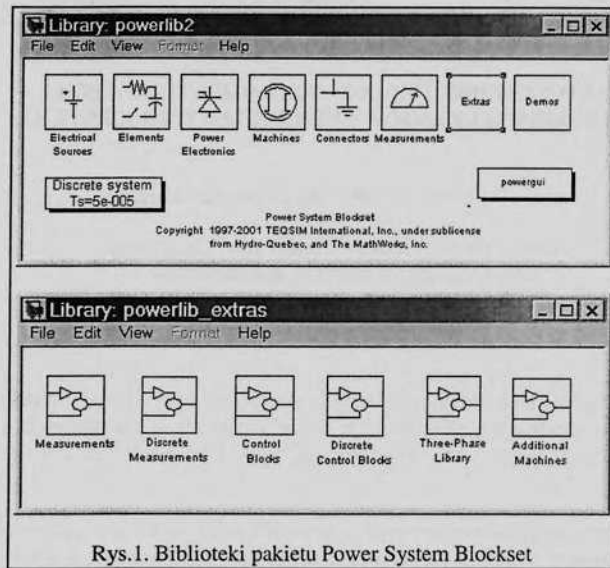 Library: powerlib2
File Edit View Format Help
Electrical Sources
Elements
Power Electronics
Machines
Connectors
Measurements
Extras
Demos
Discrete system
Ts=5e-005
powergui
Power System Blockset
Copyright 1997-2001 TEQSIM International, Inc., under sublicense
from Hydro-Quebec, and The MathWorks, Inc.
Library: powerlib_extras
File Edit View Format Help
Measurements
Discrete Measurements
Control Blocks
Discrete Control Blocks
Three-Phase Library
Additional Machines
Rys.1. Biblioteki pakietu Power System Blockset